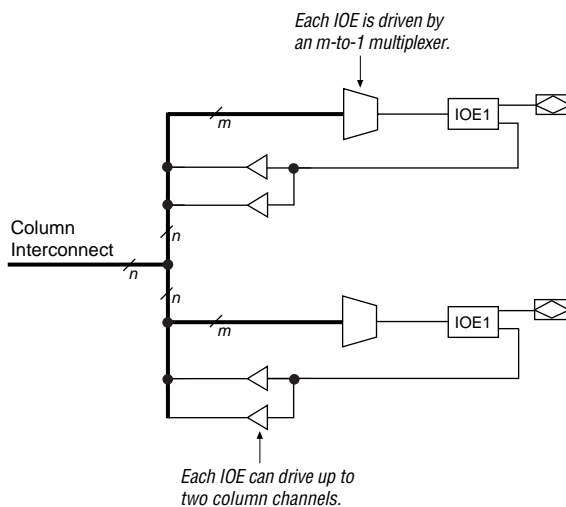 Each IOE is driven by
an m-to-1 multiplexer.
m
IOE1
Column
Interconnect
n
n
n
m
IOE1
Each IOE can drive up to
two column channels.